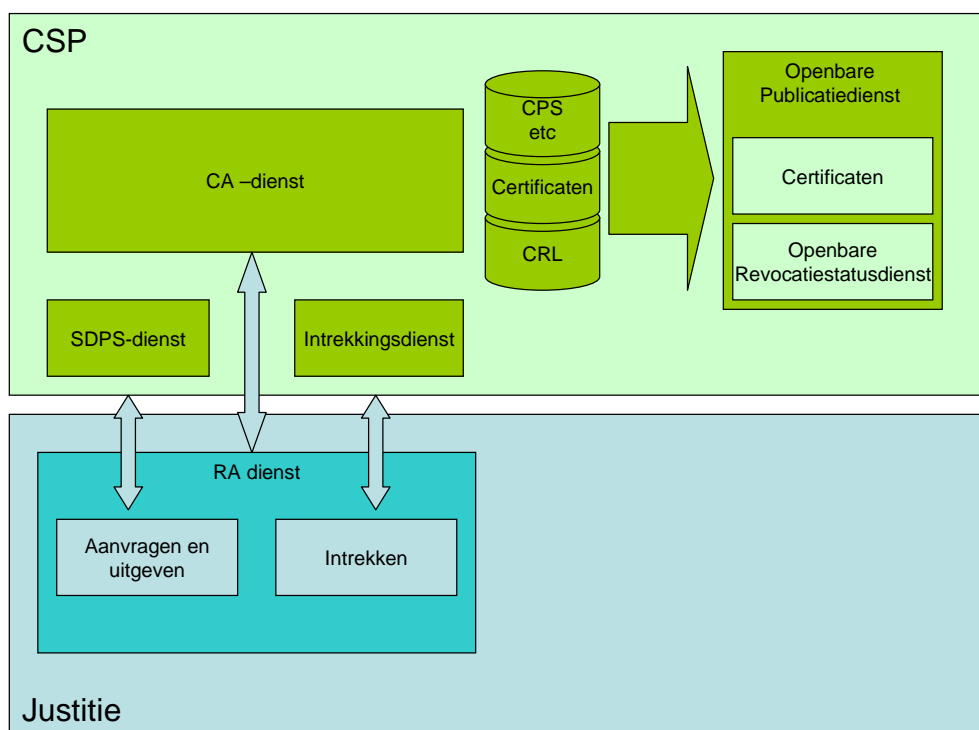 CSP
CA –dienst
SDPS-dienst
Intrekkingsdienst
CPS
etc
Certificaten
CRL
Openbare
Publicatiedienst
Certificaten
Openbare
Revocatiestatusdienst
RA dienst
Aanvragen en
uitgeven
Intrekken
Justitie